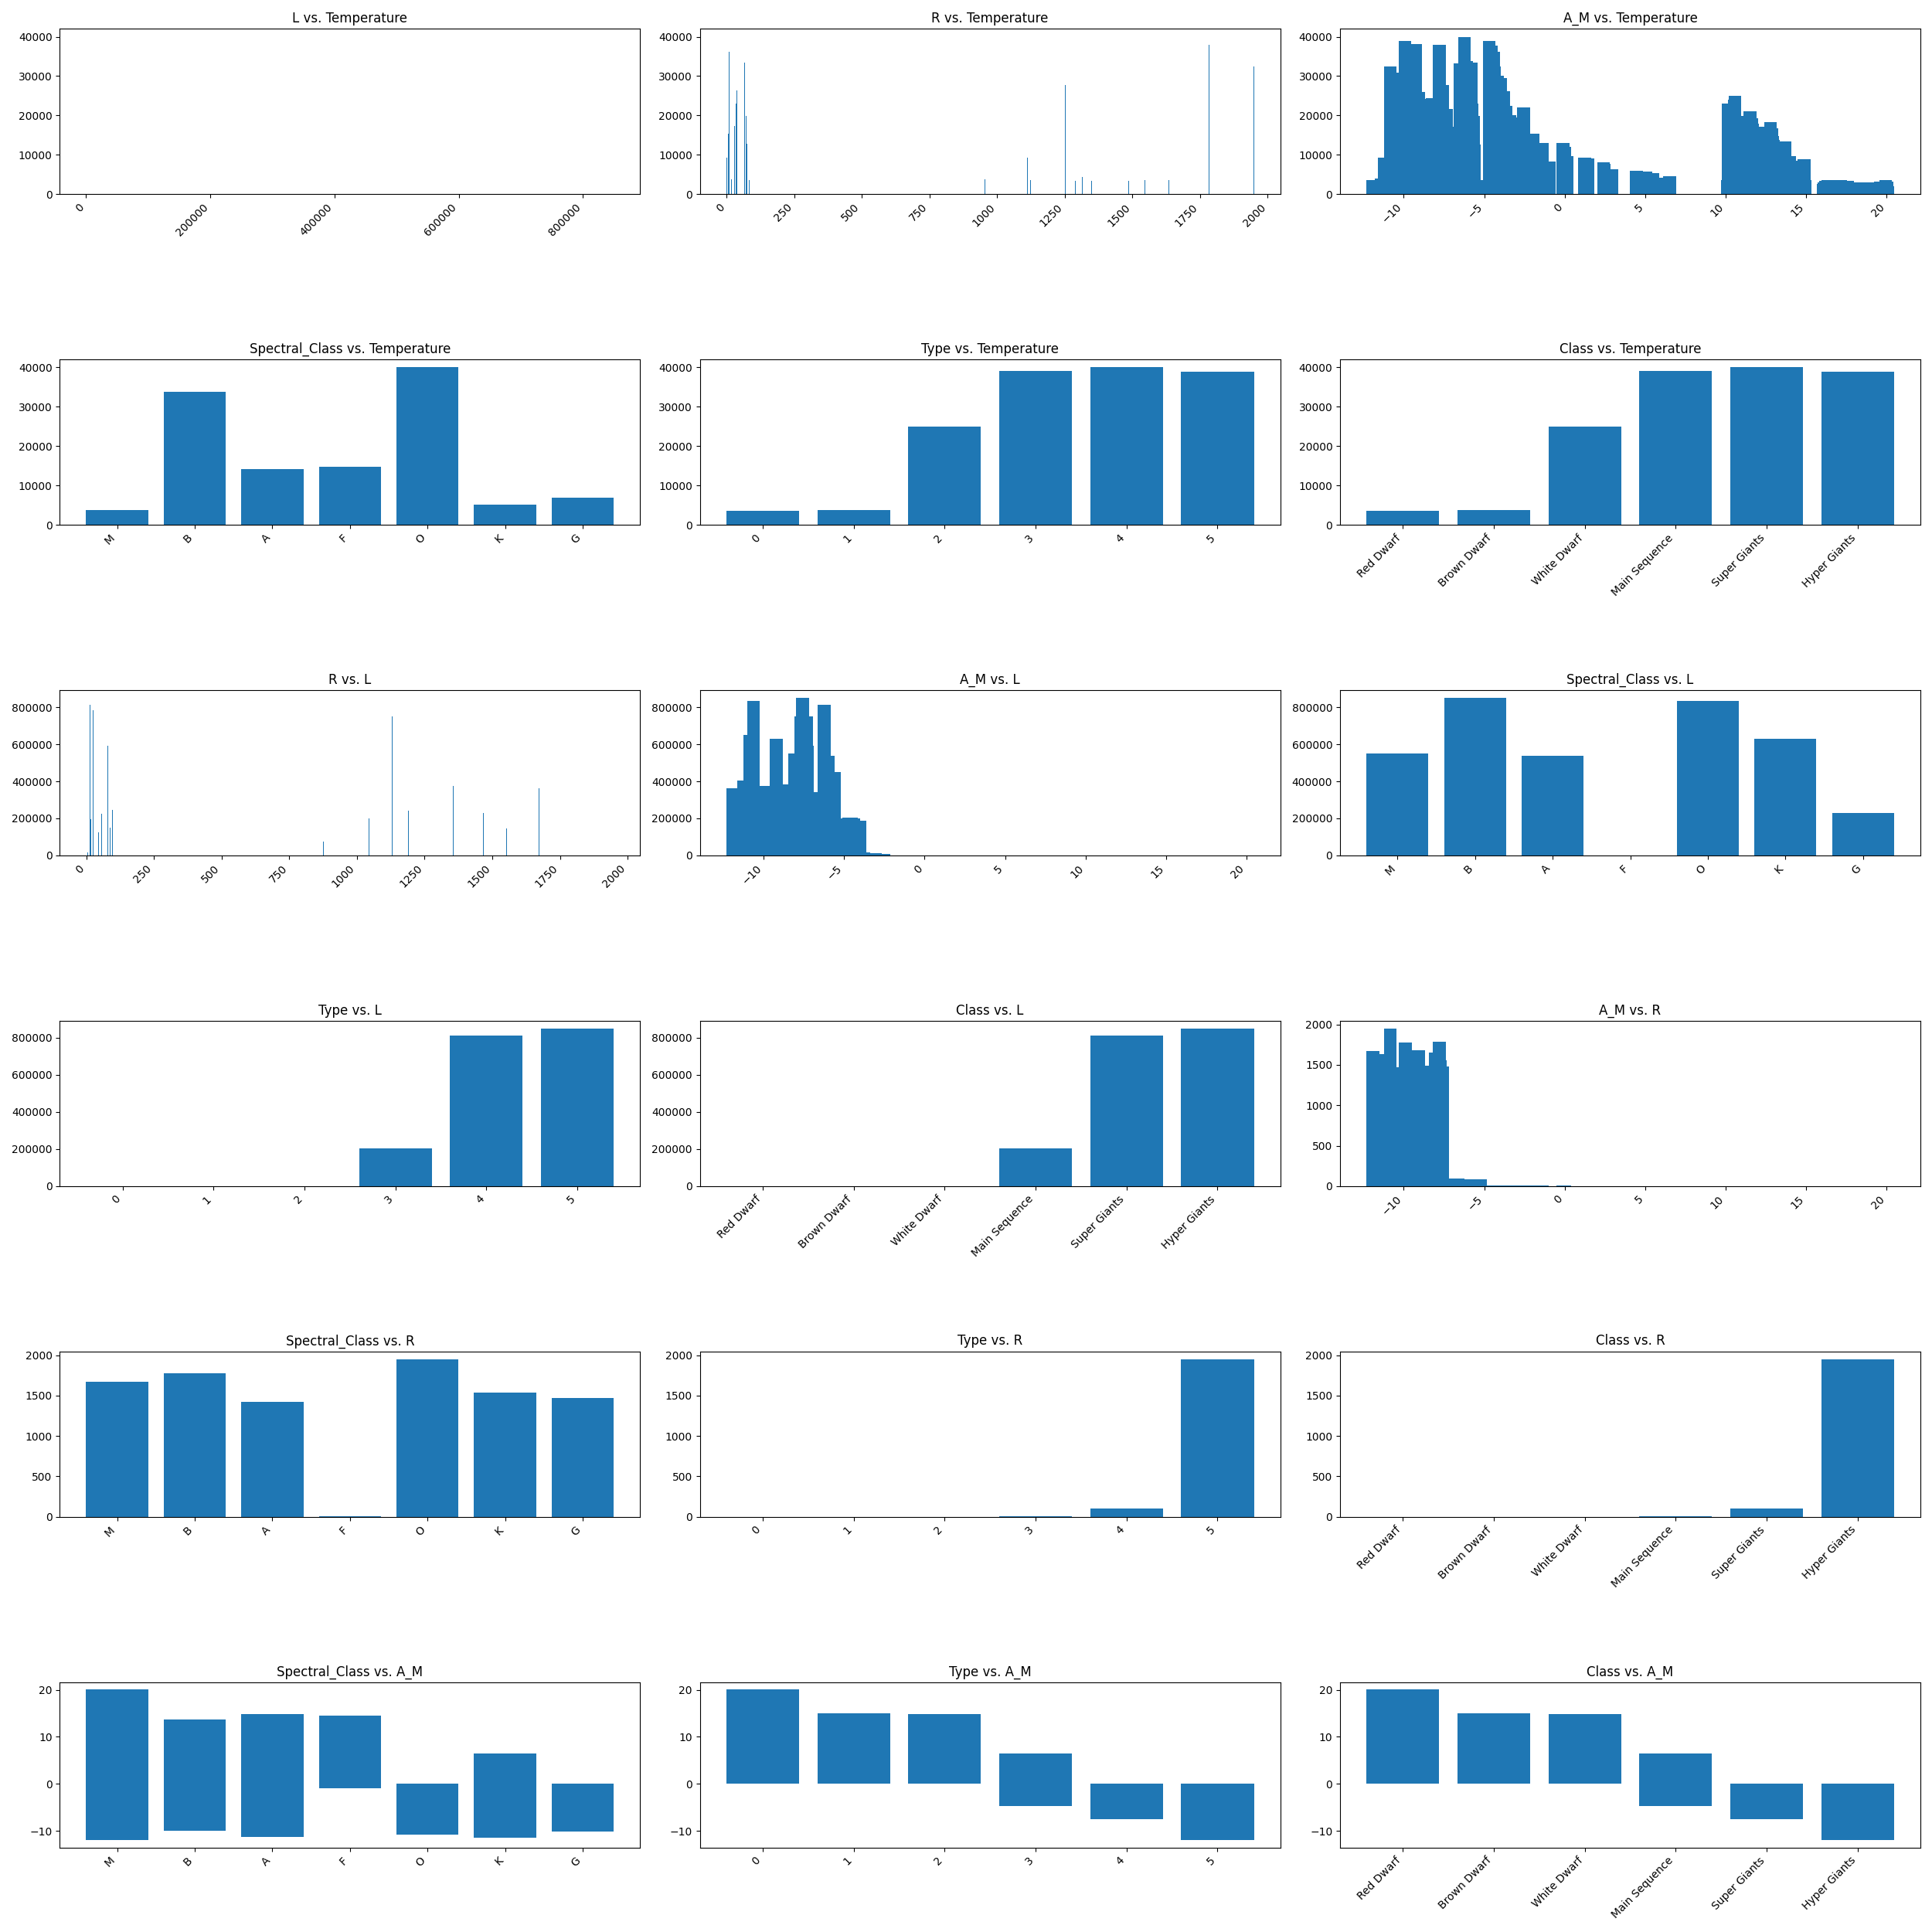 L vs. Temperature
40000
30000
20000
10000
0
0 200000 400000 600000 800000
R vs. Temperature
40000
30000
20000
10000
0
0 250 500 750 1000 1250 1500 1750 2000
A_M vs. Temperature
40000
30000
20000
10000
0
−10 −5 0 5 10 15 20
Spectral_Class vs. Temperature
40000
30000
20000
10000
0
M B A F O K G
Type vs. Temperature
40000
30000
20000
10000
0
0 1 2 3 4 5
Class vs. Temperature
40000
30000
20000
10000
0
Red Dwarf Brown Dwarf White Dwarf Main Sequence Super Giants Hyper Giants
R vs. L
800000
600000
400000
200000
0
0 250 500 750 1000 1250 1500 1750 2000
A_M vs. L
800000
600000
400000
200000
0
−10 −5 0 5 10 15 20
Spectral_Class vs. L
800000
600000
400000
200000
0
M B A F O K G
Type vs. L
800000
600000
400000
200000
0
0 1 2 3 4 5
Class vs. L
800000
600000
400000
200000
0
Red Dwarf Brown Dwarf White Dwarf Main Sequence Super Giants Hyper Giants
A_M vs. R
2000
1500
1000
500
0
−10 −5 0 5 10 15 20
Spectral_Class vs. R
2000
1500
1000
500
0
M B A F O K G
Type vs. R
2000
1500
1000
500
0
0 1 2 3 4 5
Class vs. R
2000
1500
1000
500
0
Red Dwarf Brown Dwarf White Dwarf Main Sequence Super Giants Hyper Giants
Spectral_Class vs. A_M
20
10
0
−10
M B A F O K G
Type vs. A_M
20
10
0
−10
0 1 2 3 4 5
Class vs. A_M
20
10
0
−10
Red Dwarf Brown Dwarf White Dwarf Main Sequence Super Giants Hyper Giants